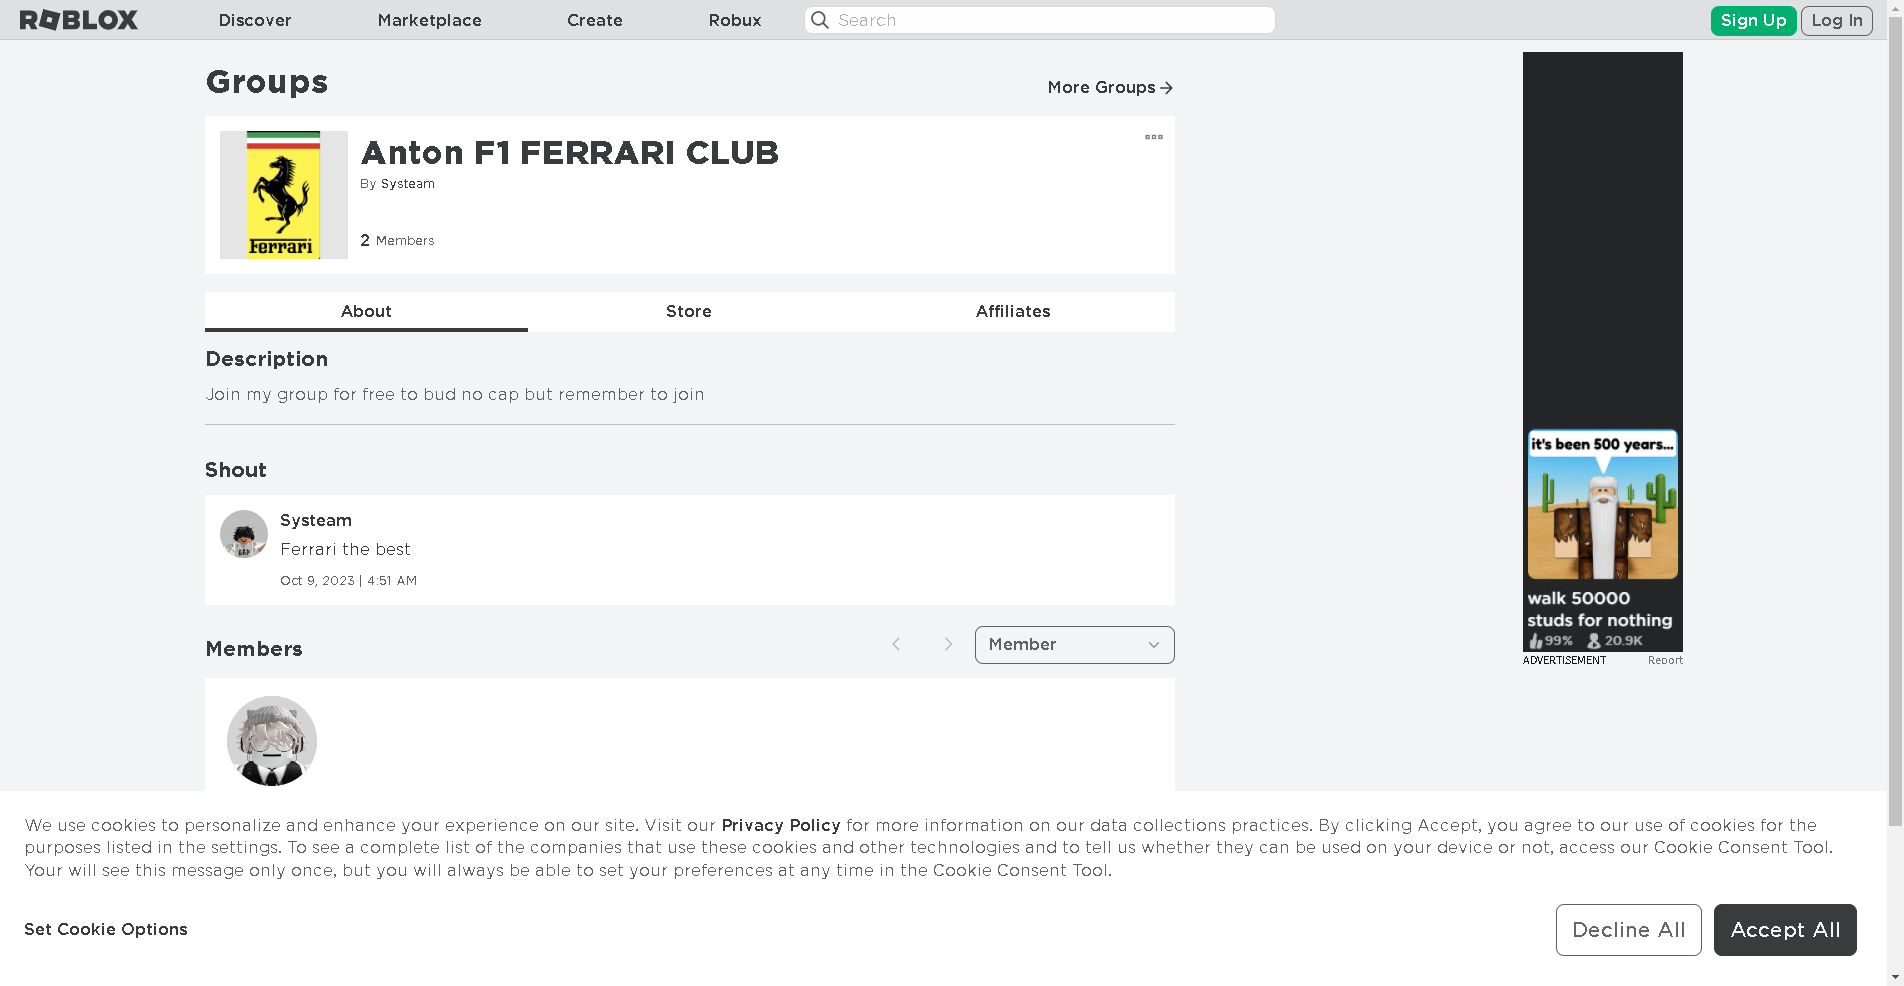 ROBLOX
Discover
Marketplace
Create
Robux
Search
Sign Up
Log In
Groups
More Groups
Ferrari
Anton F1 FERRARI CLUB
By Systeam
2 Members
About
Store
Affiliates
Description
Join my group for free to bud no cap but remember to join
Shout
Systeam
Ferrari the best
Oct 9, 2023 | 4:51 AM
Members
Member
it's been 500 years...
walk 50000
studs for nothing
99% 20.9K
ADVERTISEMENT
Report
We use cookies to personalize and enhance your experience on our site. Visit our Privacy Policy for more information on our data collections practices. By clicking Accept, you agree to our use of cookies for the
purposes listed in the settings. To see a complete list of the companies that use these cookies and other technologies and to tell us whether they can be used on your device or not, access our Cookie Consent Tool.
Your will see this message only once, but you will always be able to set your preferences at any time in the Cookie Consent Tool.
Set Cookie Options
Decline All
Accept All